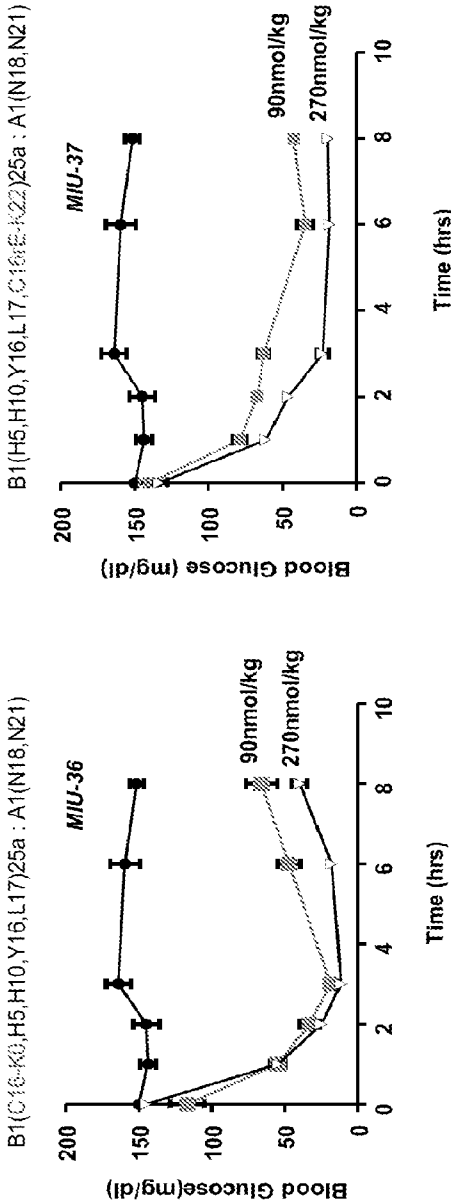 B1(C16-K0,H5,H10,Y16,L17)25a : A1(N18,N21)
Blood Glucose(mg/dl)
200
150
100
50
0
MIU-36
90nmol/kg
270nmol/kg
0 2 4 6 8 10
Time (hrs)
B1(H5,H10,Y16,L17,C16rE-K22)25a : A1(N18,N21)
Blood Glucose (mg/dl)
200
150
100
50
0
MIU-37
90nmol/kg
270nmol/kg
0 2 4 6 8 10
Time (hrs)